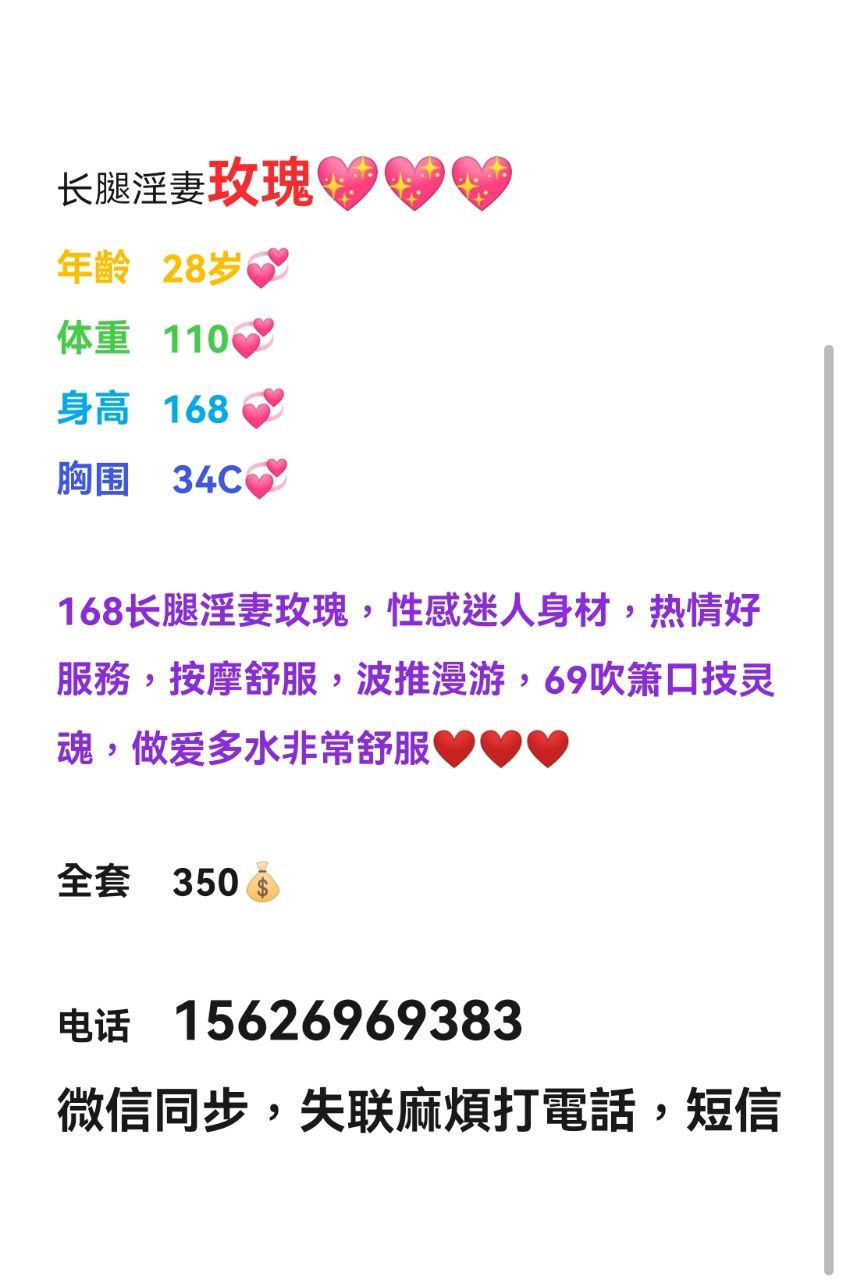 长腿淫妻玫瑰💖💖💖
年齡 28岁💞
体重 110💞
身高 168 💞
胸围 34C💞
168长腿淫妻玫瑰，性感迷人身材，热情好
服務，按摩舒服，波推漫游，69吹箫口技灵
魂，做爱多水非常舒服❤️❤️❤️
全套 350💰
电话 15626969383
微信同步，失联麻煩打電話，短信